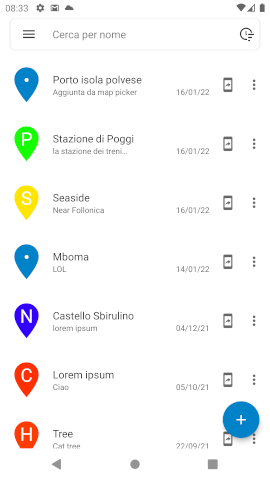 08:33
Cerca per nome
Porto isola polvese
Aggiunta da map picker
16/01/22
P
Stazione di Poggi
la stazione dei treni...
16/01/22
S
Seaside
Near Follonica
16/01/22
Mboma
LOL
14/01/22
N
Castello Sbirulino
lorem ipsum
04/12/21
C
Lorem ipsum
Ciao
05/10/21
H
Tree
Cat tree
22/09/21